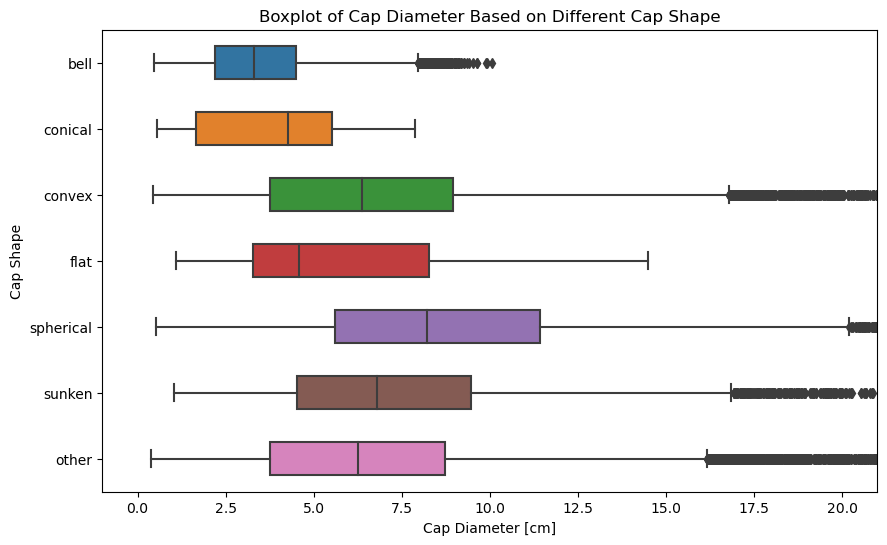 Boxplot of Cap Diameter Based on Different Cap Shape
Cap Shape
bell
conical
convex
flat
spherical
sunken
other
0.0 2.5 5.0 7.5 10.0 12.5 15.0 17.5 20.0
Cap Diameter [cm]